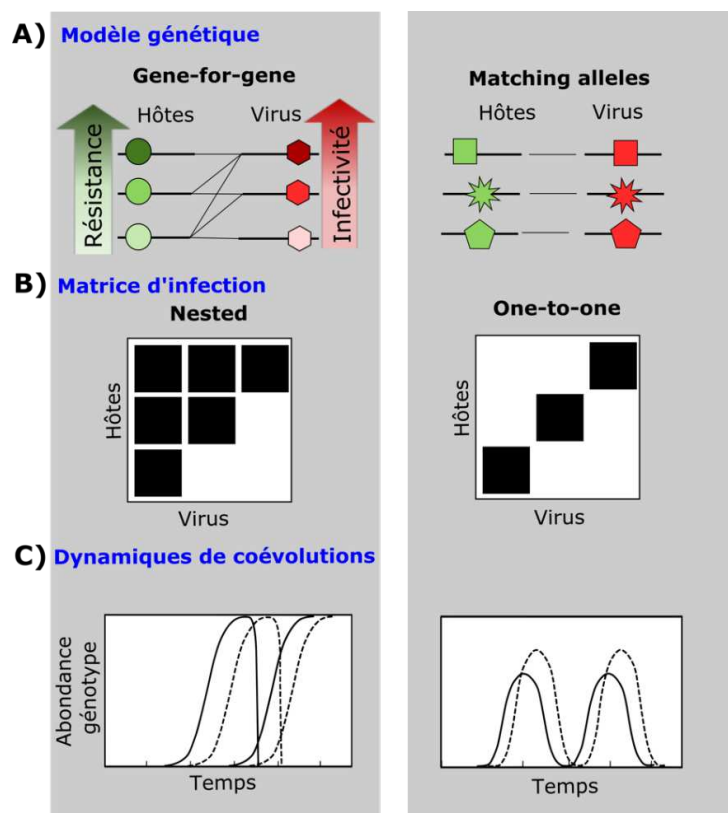 A) Modèle génétique
Gene-for-gene
Hôtes Virus
Résistance
Infectivité
Matching alleles
Hôtes Virus
B) Matrice d'infection
Nested
Hôtes
Virus
One-to-one
Hôtes
Virus
C) Dynamiques de coévolutions
Abondance
génotype
Temps
Temps